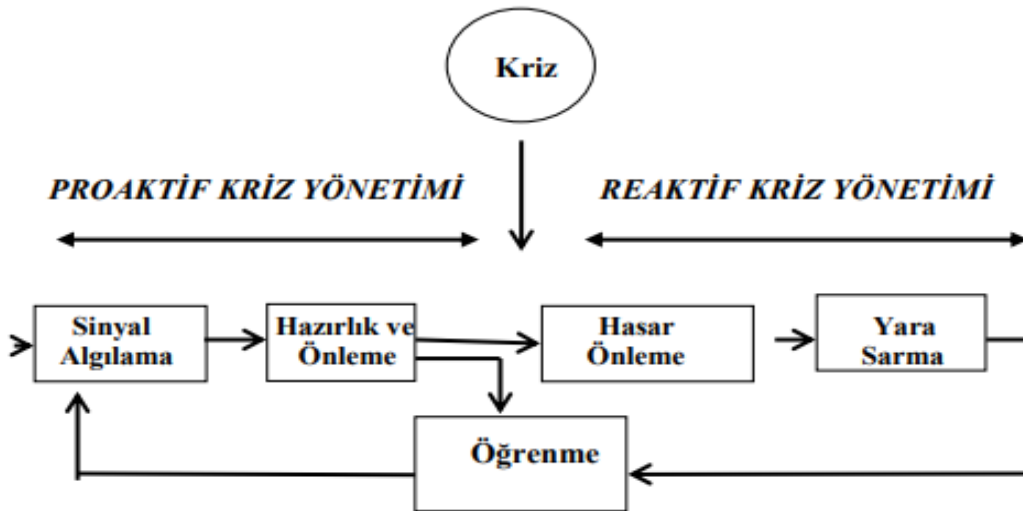 Kriz
PROAKTİF KRİZ YÖNETİMİ
REAKTİF KRİZ YÖNETİMİ
Sinyal
Algılama
Hazırlık ve
Önleme
Hasar
Önleme
Yara
Sarma
Öğrenme